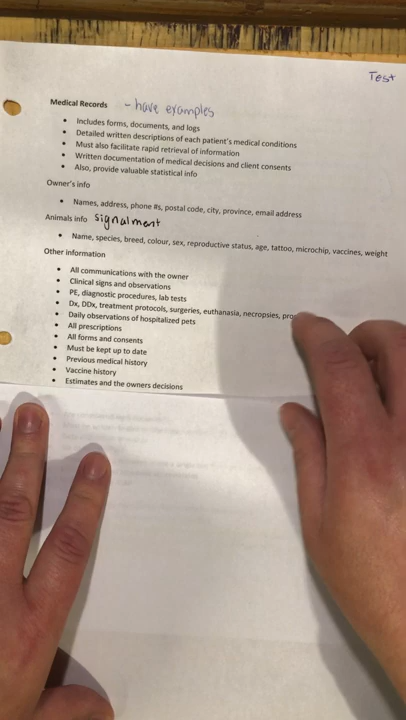 Test
Medical Records - have examples
• Includes forms, documents, and logs
• Detailed written descriptions of each patient's medical conditions
• Must also facilitate rapid retrieval of information
• Written documentation of medical decisions and client consents
• Also, provide valuable statistical info
Owner's info
• Names, address, phone #s, postal code, city, province, email address
Animals info signalment
• Name, species, breed, colour, sex, reproductive status, age, tattoo, microchip, vaccines, weight
Other information
• All communications with the owner
• Clinical signs and observations
• PE, diagnostic procedures, lab tests
• Dx, DDx, treatment protocols, surgeries, euthanasia, necropsies,
• Daily observations of hospitalized pets
• All prescriptions
• All forms and consents
• Must be kept up to date
• Previous medical history
• Vaccine history
• Estimates and the owners decisions